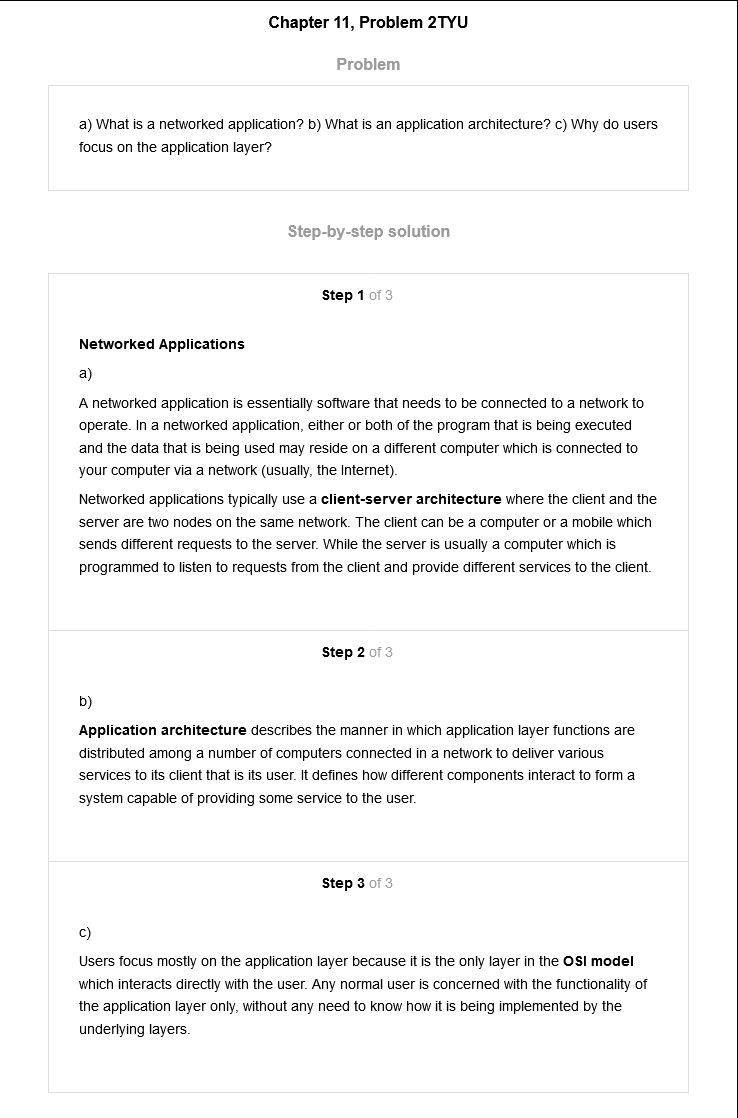 Chapter 11, Problem 2TYU
Problem
a) What is a networked application? b) What is an application architecture? c) Why do users
focus on the application layer?
Step-by-step solution
Step 1 of 3
Networked Applications
a)
A networked application is essentially software that needs to be connected to a network to
operate. In a networked application, either or both of the program that is being executed
and the data that is being used may reside on a different computer which is connected to
your computer via a network (usually, the Internet).
Networked applications typically use a client-server architecture where the client and the
server are two nodes on the same network. The client can be a computer or a mobile which
sends different requests to the server. While the server is usually a computer which is
programmed to listen to requests from the client and provide different services to the client.
Step 2 of 3
b)
Application architecture describes the manner in which application layer functions are
distributed among a number of computers connected in a network to deliver various
services to its client that is its user. It defines how different components interact to form a
system capable of providing some service to the user.
Step 3 of 3
c)
Users focus mostly on the application layer because it is the only layer in the OSI model
which interacts directly with the user. Any normal user is concerned with the functionality of
the application layer only, without any need to know how it is being implemented by the
underlying layers.